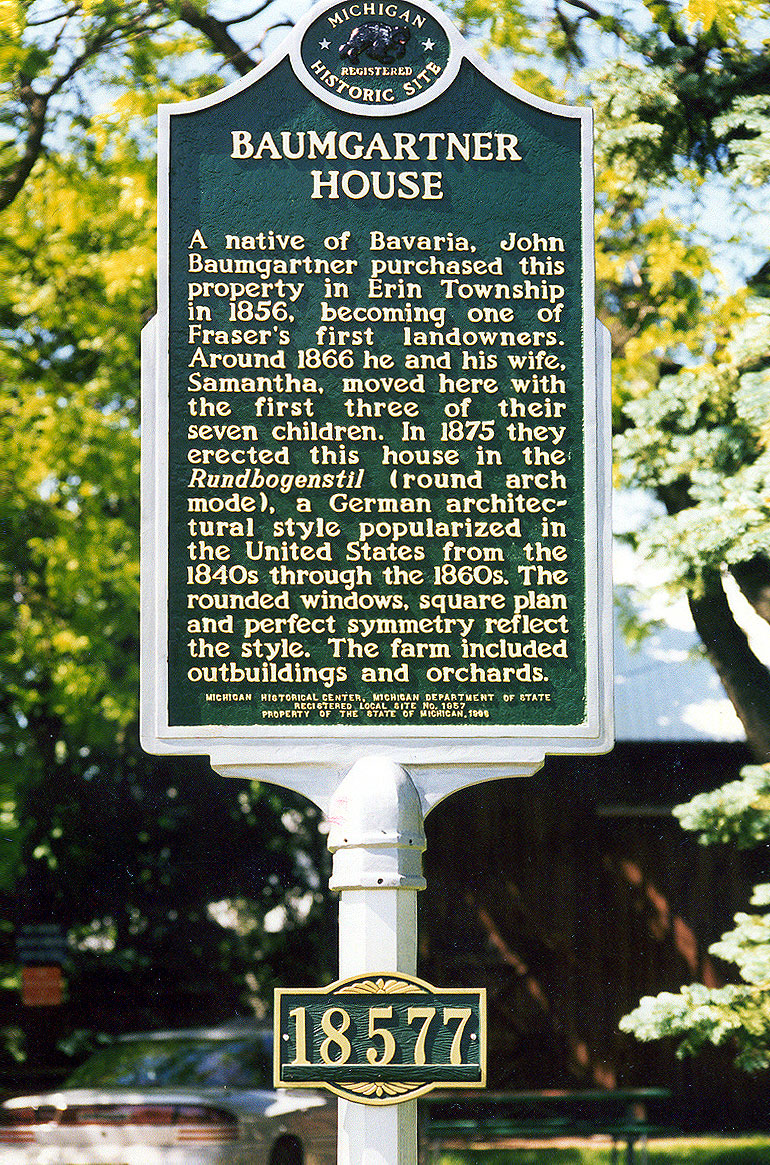 MICHIGAN
REGISTERED
HISTORIC SITE
BAUMGARTNER
HOUSE
A native of Bavaria, John
Baumgartner purchased this
property in Erin Township
in 1856, becoming one of
Fraser's first landowners.
Around 1866 he and his wife,
Samantha, moved here with
the first three of their
seven children. In 1875 they
erected this house in the
Rundbogenstil (round arch
mode), a German architec-
tural style popularized in
the United States from the
1840s through the 1860s. The
rounded windows, square plan
and perfect symmetry reflect
the style. The farm included
outbuildings and orchards.
MICHIGAN HISTORICAL CENTER, MICHIGAN DEPARTMENT OF STATE
REGISTERED LOCAL SITE NO. 1957
PROPERTY OF THE STATE OF MICHIGAN, 1998
18577